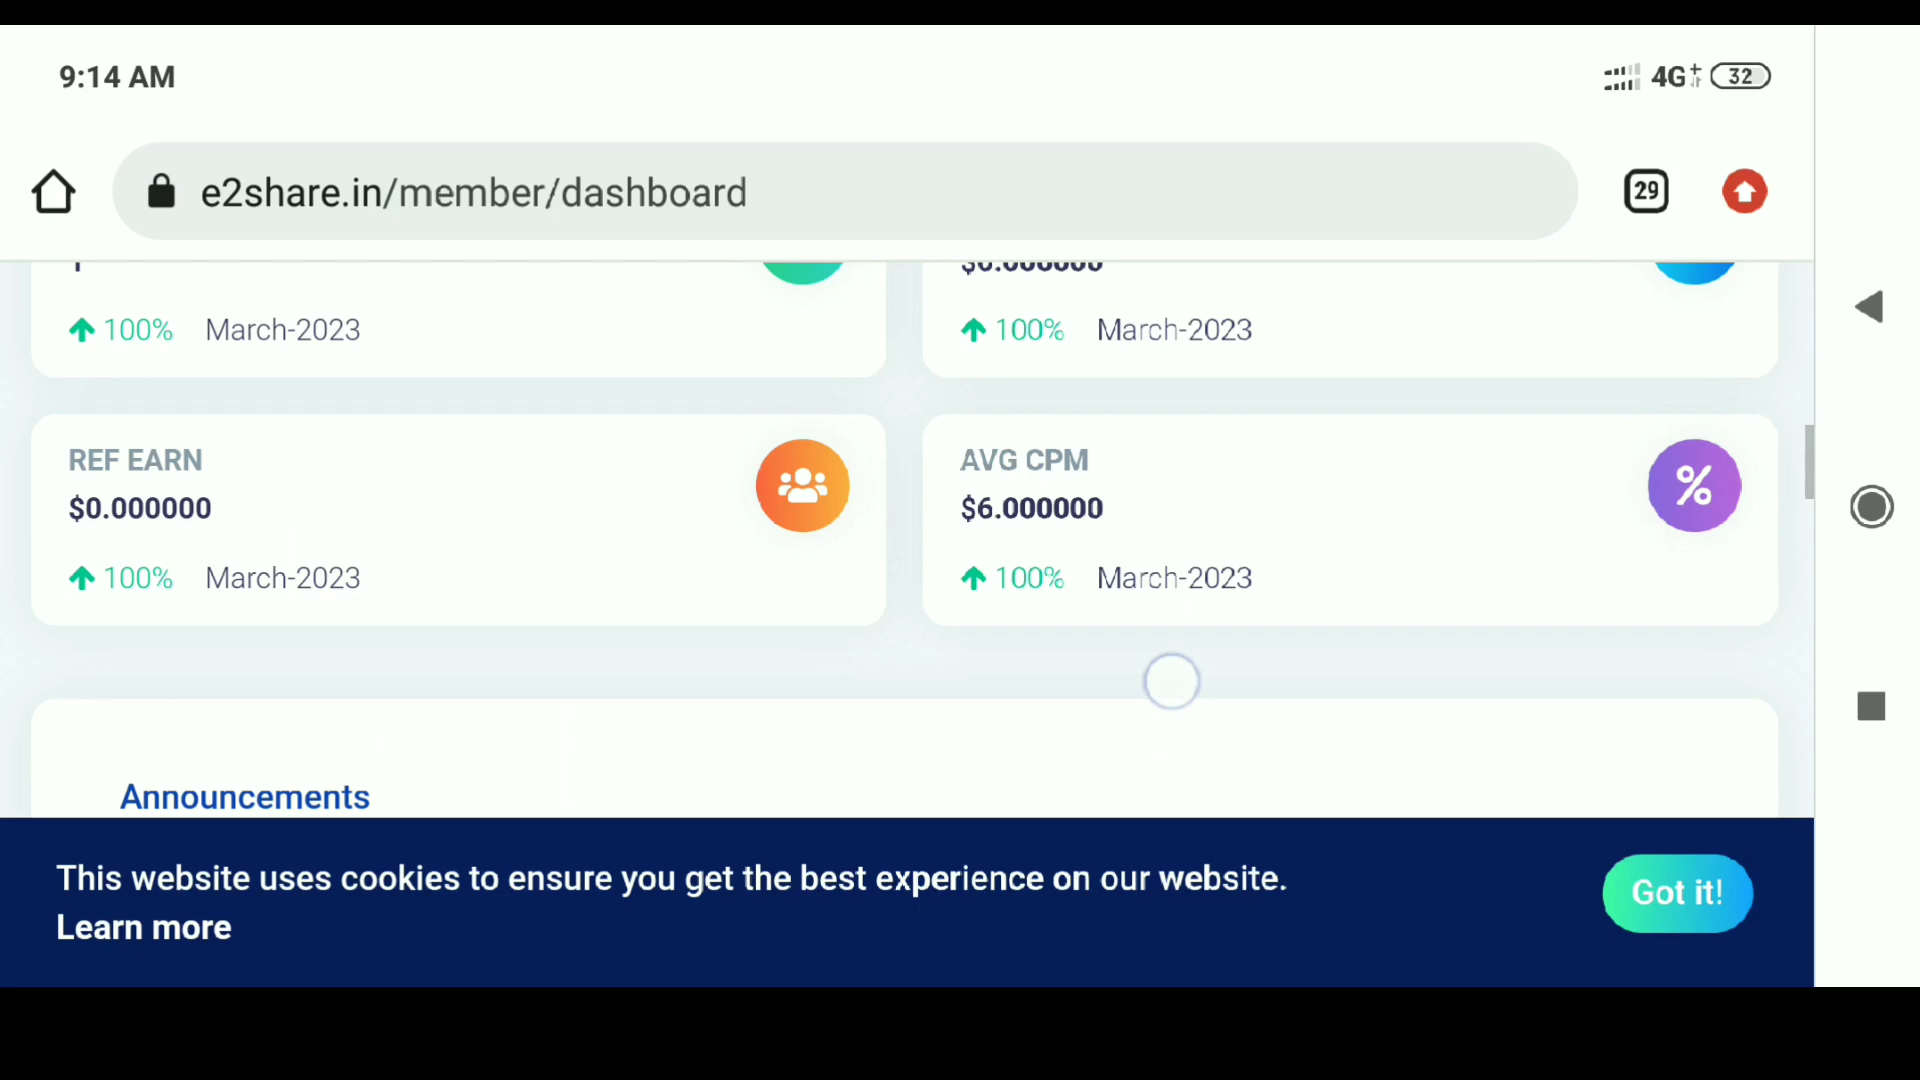 9:14 AM
4G+ 32
e2share.in/member/dashboard
29
100% March-2023
100% March-2023
REF EARN
$0.000000
100% March-2023
AVG CPM
$6.000000
100% March-2023
Announcements
This website uses cookies to ensure you get the best experience on our website.
Learn more
Got it!